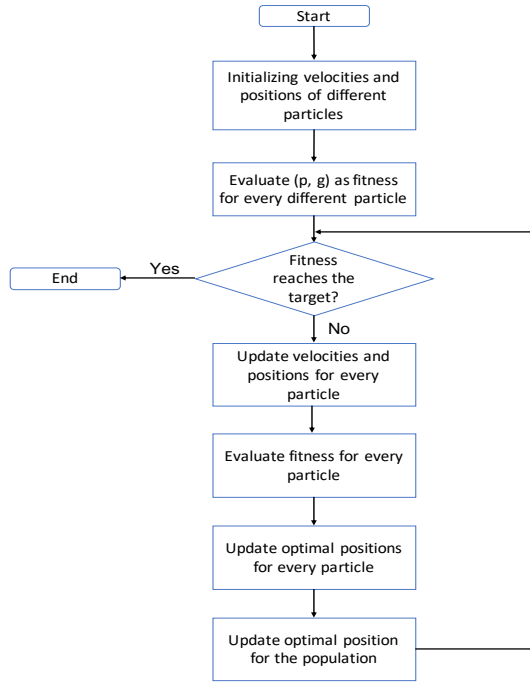 Start
Initializing velocities and
positions of different
particles
Evaluate (p, g) as fitness
for every different particle
Fitness
reaches the
target?
Yes
End
No
Update velocities and
positions for every
particle
Evaluate fitness for every
particle
Update optimal positions
for every particle
Update optimal position
for the population